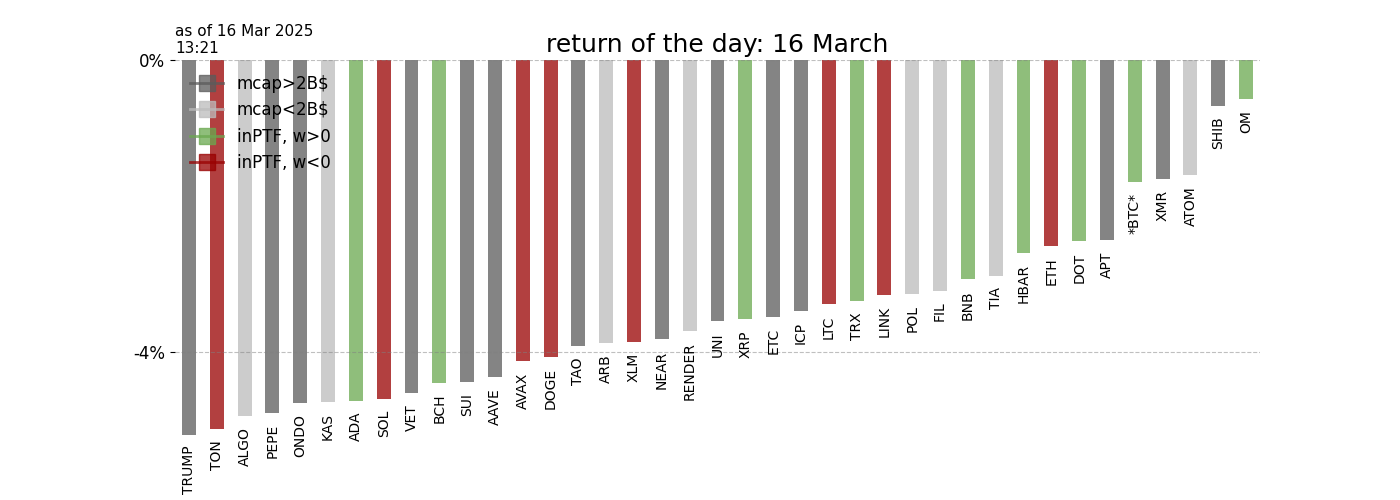 as of 16 Mar 2025
13:21
return of the day: 16 March
0%
mcap>2B$
mcap<2B$
inPTF, w>0
inPTF, w<0
-4%
TRUMP
TON
ALGO
PEPE
ONDO
KAS
ADA
SOL
VET
BCH
SUI
AAVE
AVAX
DOGE
TAO
ARB
XLM
NEAR
RENDER
UNI
XRP
ETC
ICP
LTC
TRX
LINK
POL
FIL
BNB
TIA
HBAR
ETH
DOT
APT
*BTC*
XMR
ATOM
SHIB
OM